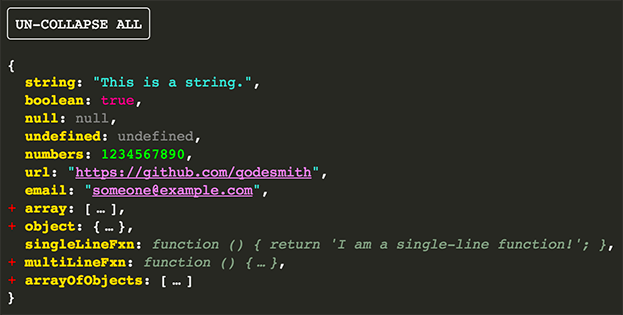 UN-COLLAPSE ALL
{
string: "This is a string.",
boolean: true,
null: null,
undefined: undefined,
numbers: 1234567890,
url: "https://github.com/godesmith",
email: "someone@example.com",
+ array: [ … ],
+ object: { … },
singleLineFxn: function () { return 'I am a single-line function!'; },
+ multiLineFxn: function () { … },
+ arrayOfObjects: [ … ]
}